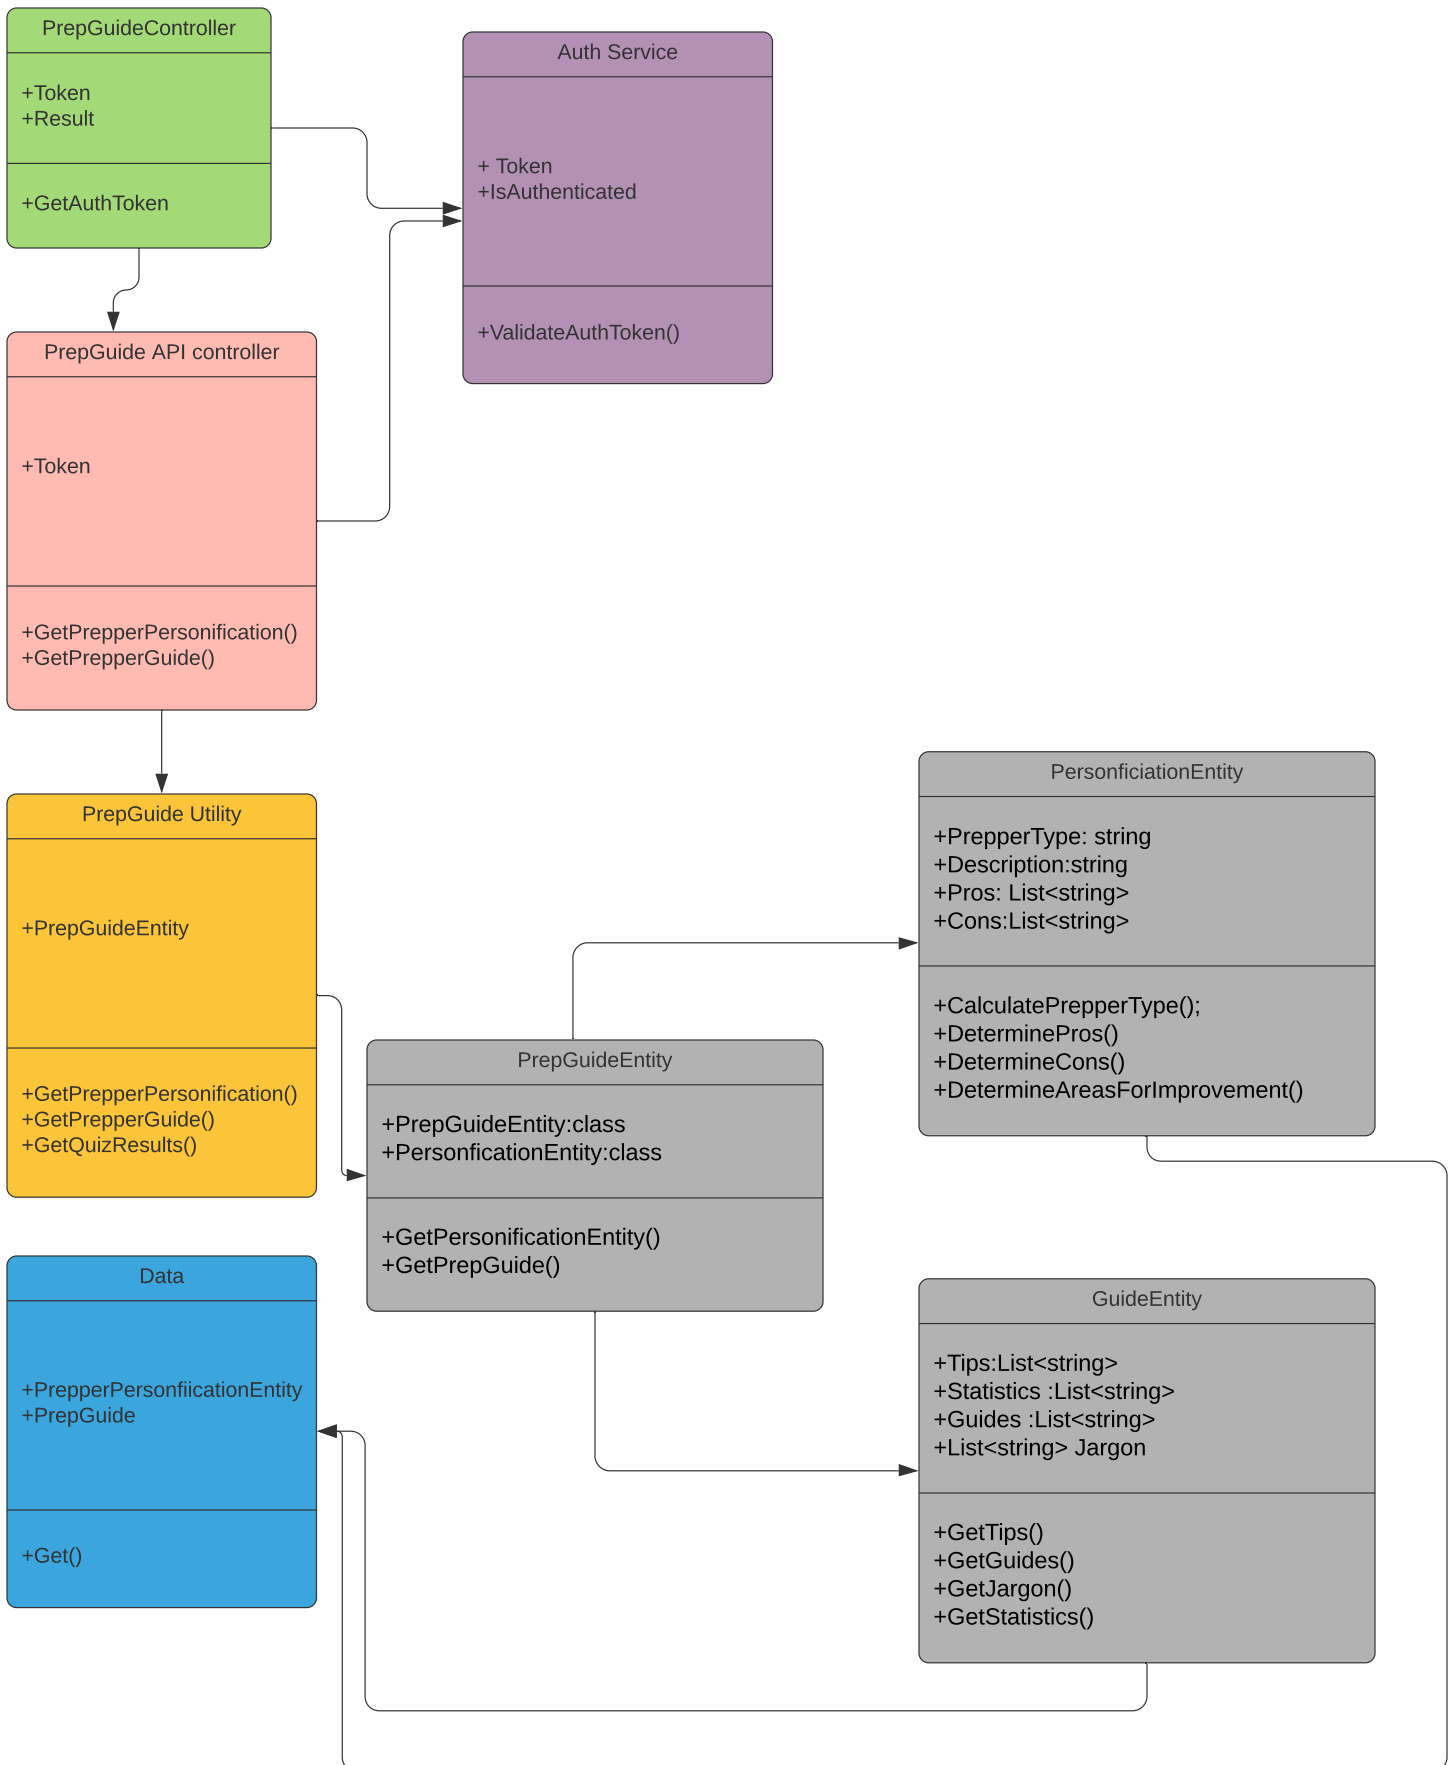 PrepGuideController
+Token
+Result
+GetAuthToken
Auth Service
+ Token
+IsAuthenticated
+ValidateAuthToken()
PrepGuide API controller
+Token
+GetPrepperPersonification()
+GetPrepperGuide()
PrepGuide Utility
+PrepGuideEntity
+GetPrepperPersonification()
+GetPrepperGuide()
+GetQuizResults()
PersonficiationEntity
+PrepperType: string
+Description:string
+Pros: List<string>
+Cons:List<string>
+CalculatePrepperType();
+DeterminePros()
+DetermineCons()
+DetermineAreasForImprovement()
PrepGuideEntity
+PrepGuideEntity:class
+PersonficationEntity:class
+GetPersonificationEntity()
+GetPrepGuide()
Data
+PrepperPersonfiicationEntity
+PrepGuide
+Get()
GuideEntity
+Tips:List<string>
+Statistics :List<string>
+Guides :List<string>
+List<string> Jargon
+GetTips()
+GetGuides()
+GetJargon()
+GetStatistics()